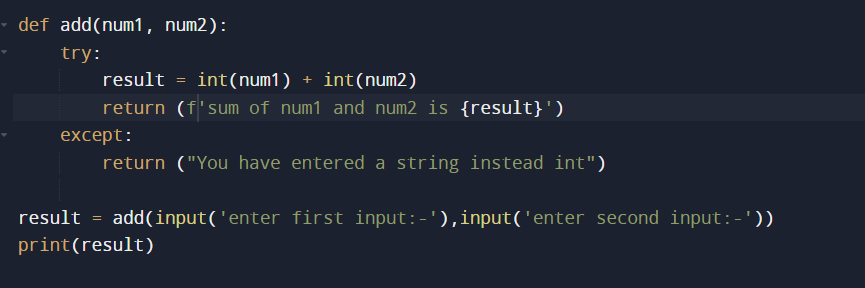 def add(num1, num2):
    try:
        result = int(num1) + int(num2)
        return (f'sum of num1 and num2 is {result}')
    except:
        return ("You have entered a string instead int")
result = add(input('enter first input:-'),input('enter second input:-'))
print(result)